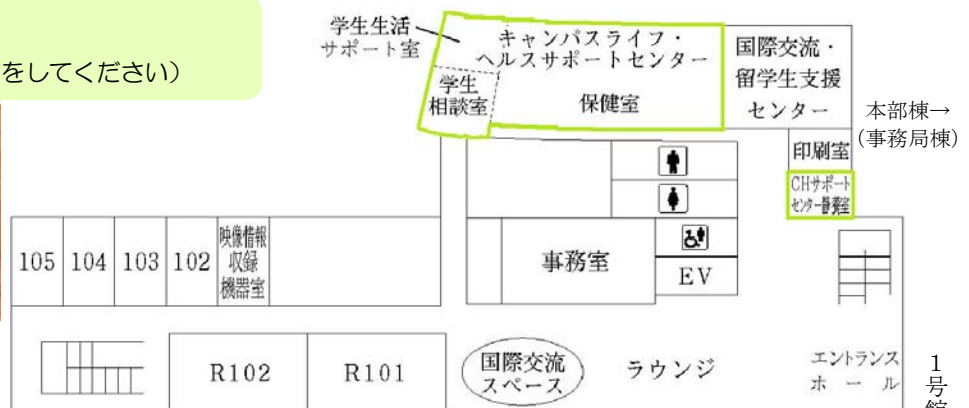 をしてください)
学生生活
サポート室
キャンパスライフ・
ヘルスサポートセンター
学生
相談室
保健室
国際交流・
留学生支援
センター
本部棟→
(事務局棟)
印刷室
CHサポート
センター静養室
105
104
103
102
映像情報
収録
機器室
事務室
EV
R102
R101
国際交流
スペース
ラウンジ
エントランス
ホール
1号館